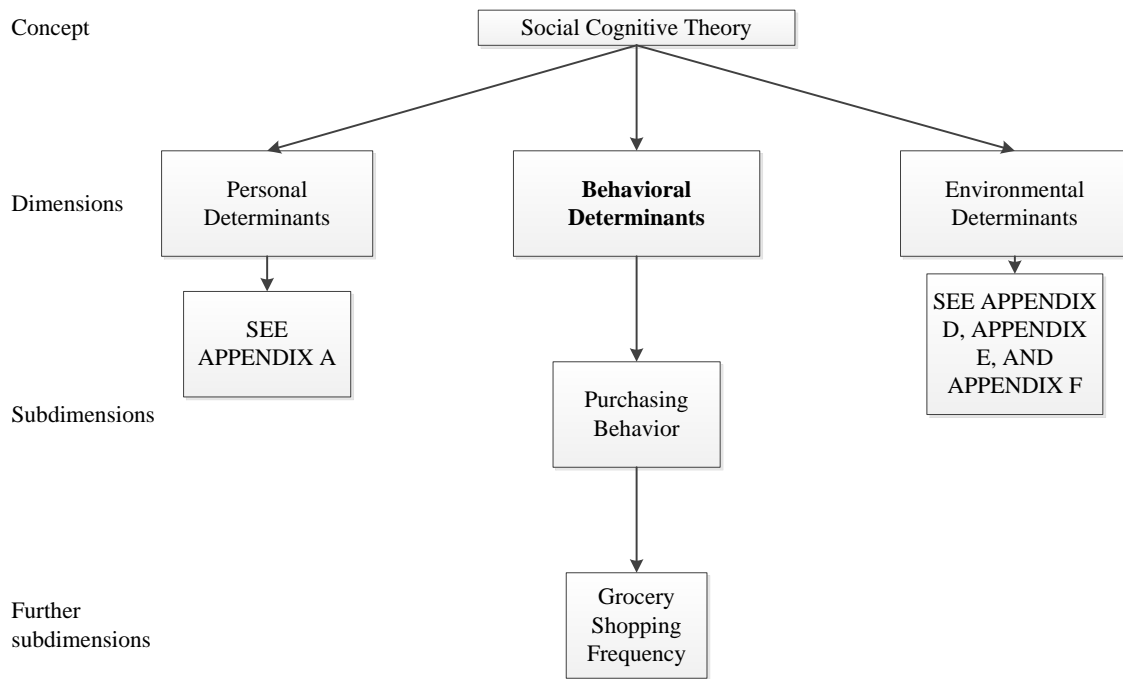 Concept
Social Cognitive Theory
Dimensions
Personal
Determinants
Behavioral
Determinants
Environmental
Determinants
SEE
APPENDIX A
SEE APPENDIX
D, APPENDIX
E, AND
APPENDIX F
Subdimensions
Purchasing
Behavior
Further
subdimensions
Grocery
Shopping
Frequency